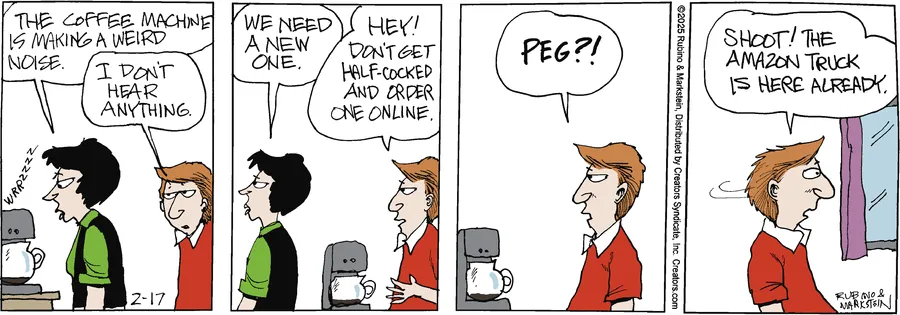 THE COFFEE MACHINE
IS MAKING A WEIRD
NOISE.
I DON'T
HEAR
ANYTHING.
WRRZZZZ
2-17
WE NEED
A NEW
ONE.
HEY!
DON'T GET
HALF-COCKED
AND ORDER
ONE ONLINE.
PEG?!
©2025 Rubino & Markstein, Distributed by Creators Syndicate, Inc. Creators.com
SHOOT! THE
AMAZON TRUCK
IS HERE ALREADY.
RUBINO &
MARKSTEIN